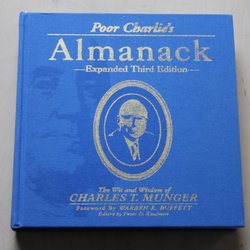 Poor Charlie's
Almanack
—Expanded Third Edition—
The Wit and Wisdom of
CHARLES T. MUNGER
Foreword By WARREN E. BUFFETT
Edited by Peter D. Kaufman